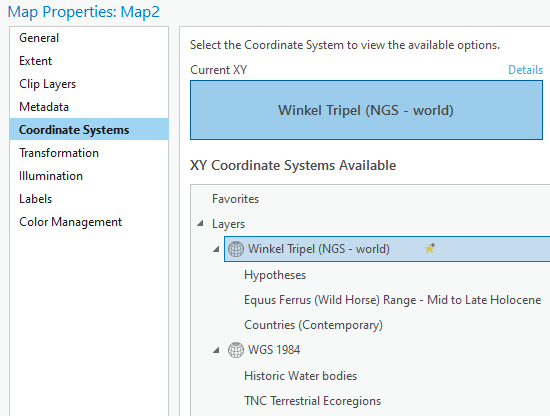 Map Properties: Map2
General
Extent
Clip Layers
Metadata
Coordinate Systems
Transformation
Illumination
Labels
Color Management
Select the Coordinate System to view the available options.
Current XY
Details
Winkel Tripel (NGS - world)
XY Coordinate Systems Available
Favorites
Layers
Winkel Tripel (NGS - world)
Hypotheses
Equus Ferrus (Wild Horse) Range - Mid to Late Holocene
Countries (Contemporary)
WGS 1984
Historic Water bodies
TNC Terrestrial Ecoregions